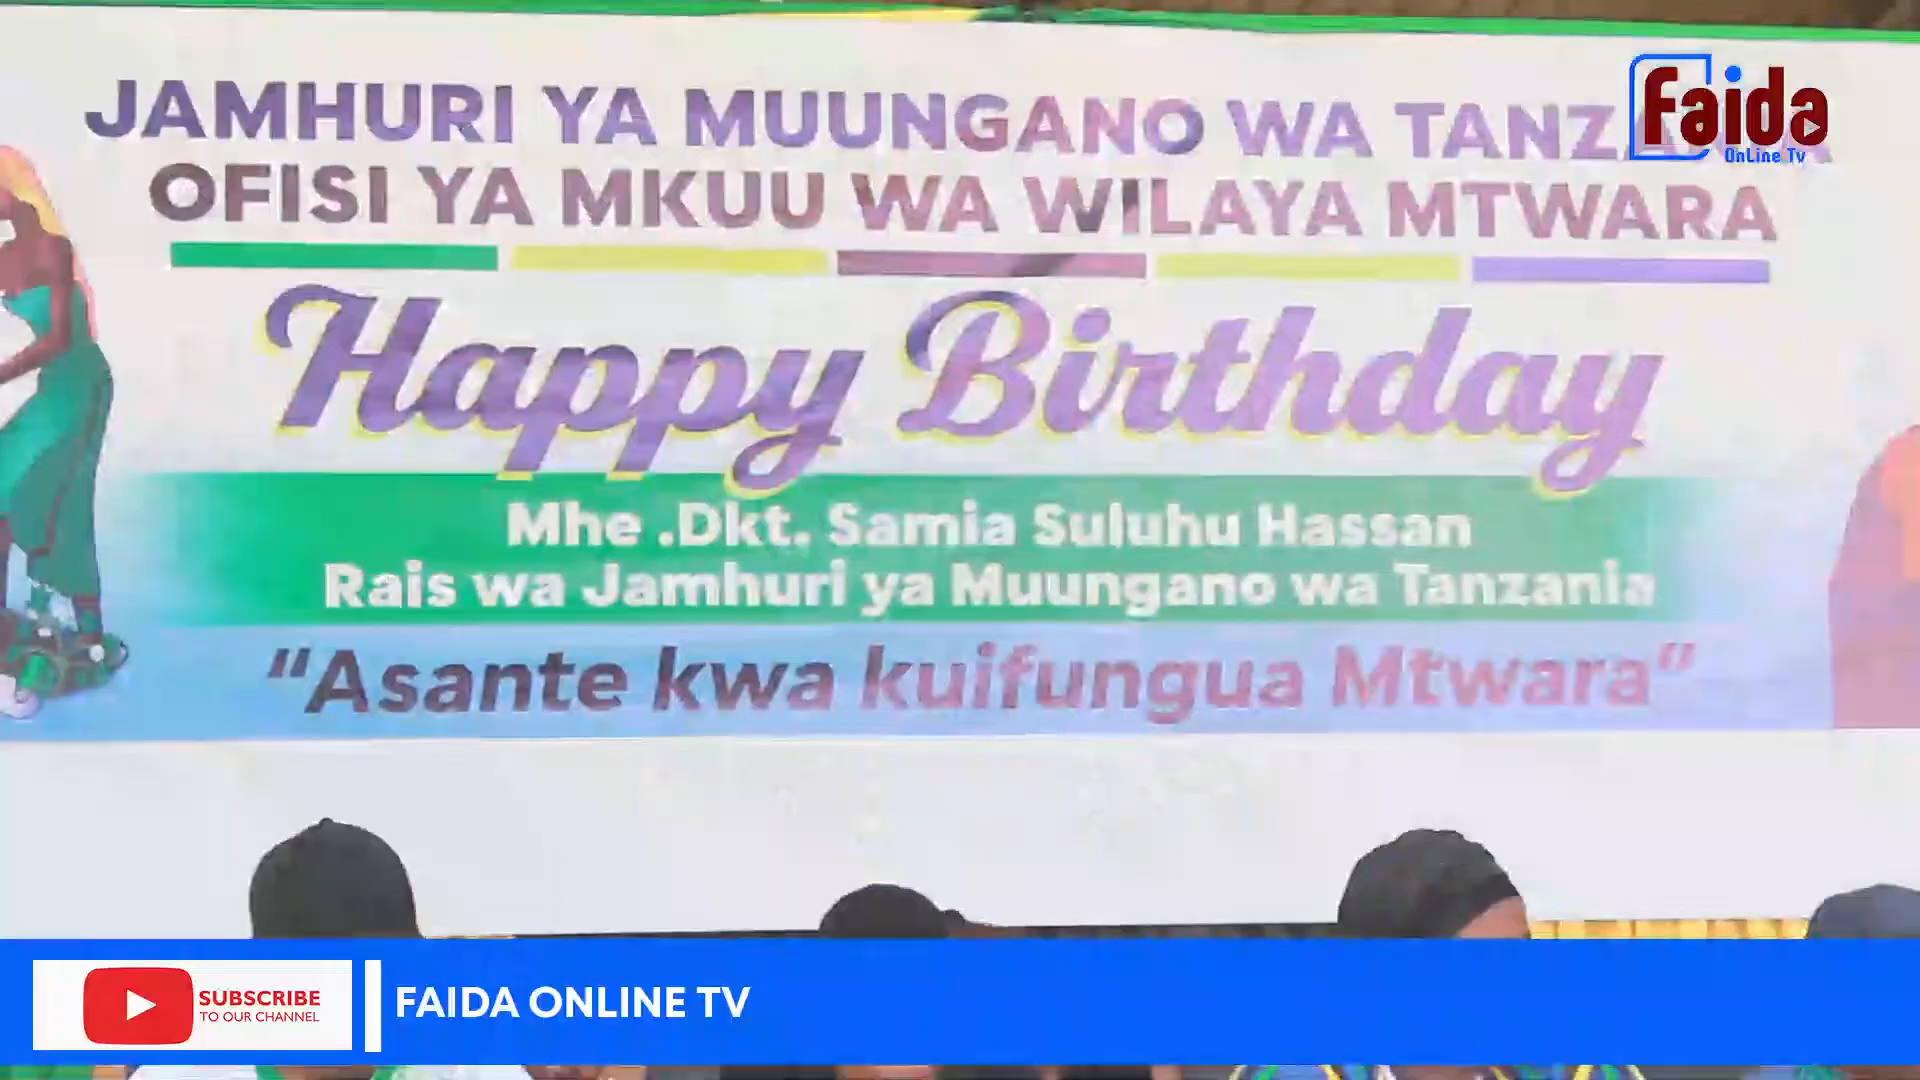 JAMHURI YA MUUNGANO WA TANZA
Faida
OnLine Tv
OFISI YA MKUU WA WILAYA MTWARA
Happy Birthday
Mhe .Dkt. Samia Suluhu Hassan
Rais wa Jamhuri ya Muungano wa Tanzania
“Asante kwa kuifungua Mtwara”
SUBSCRIBE
TO OUR CHANNEL
FAIDA ONLINE TV